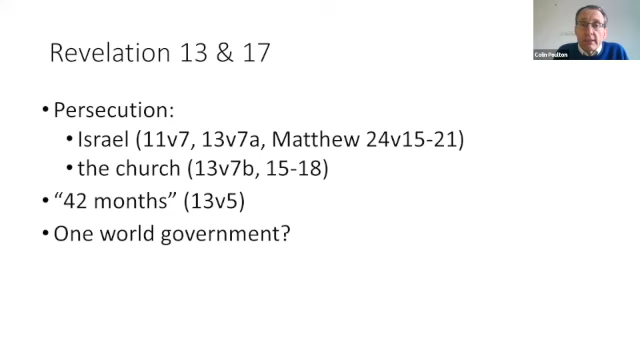 Revelation 13 & 17
• Persecution:
• Israel (11v7, 13v7a, Matthew 24v15-21)
• the church (13v7b, 15-18)
• “42 months” (13v5)
• One world government?
Colin Poulton